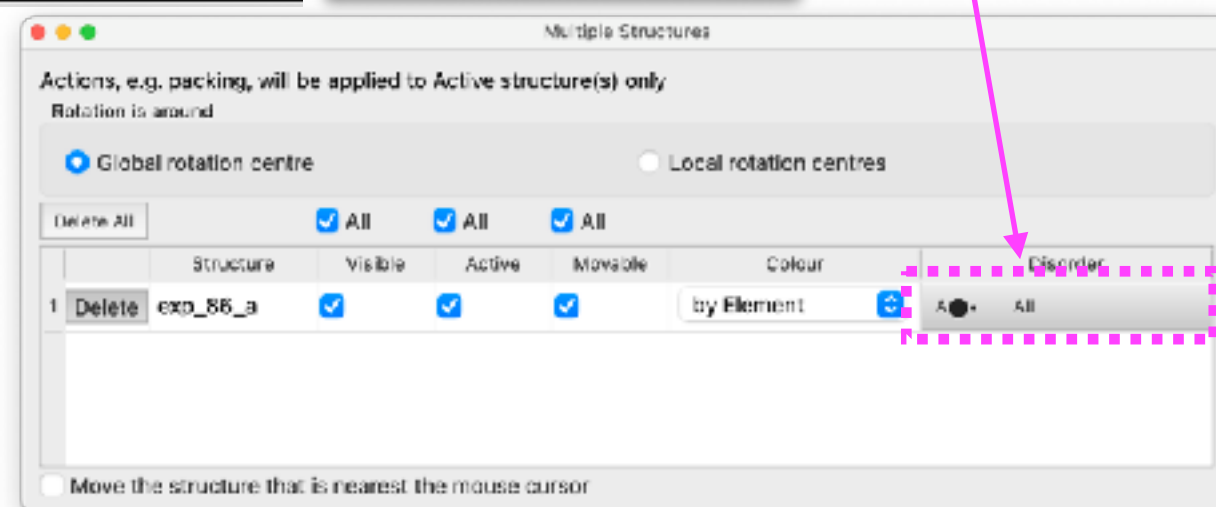 Multiple Structures
Actions, e.g. packing, will be applied to Active structure(s) only
Rotation is around
Global rotation centre Local rotation centres
Delete All All All All
Structure Visible Active Movable Colour Disorder
1 Delete exp_86_a by Element A All
Move the structure that is nearest the mouse cursor